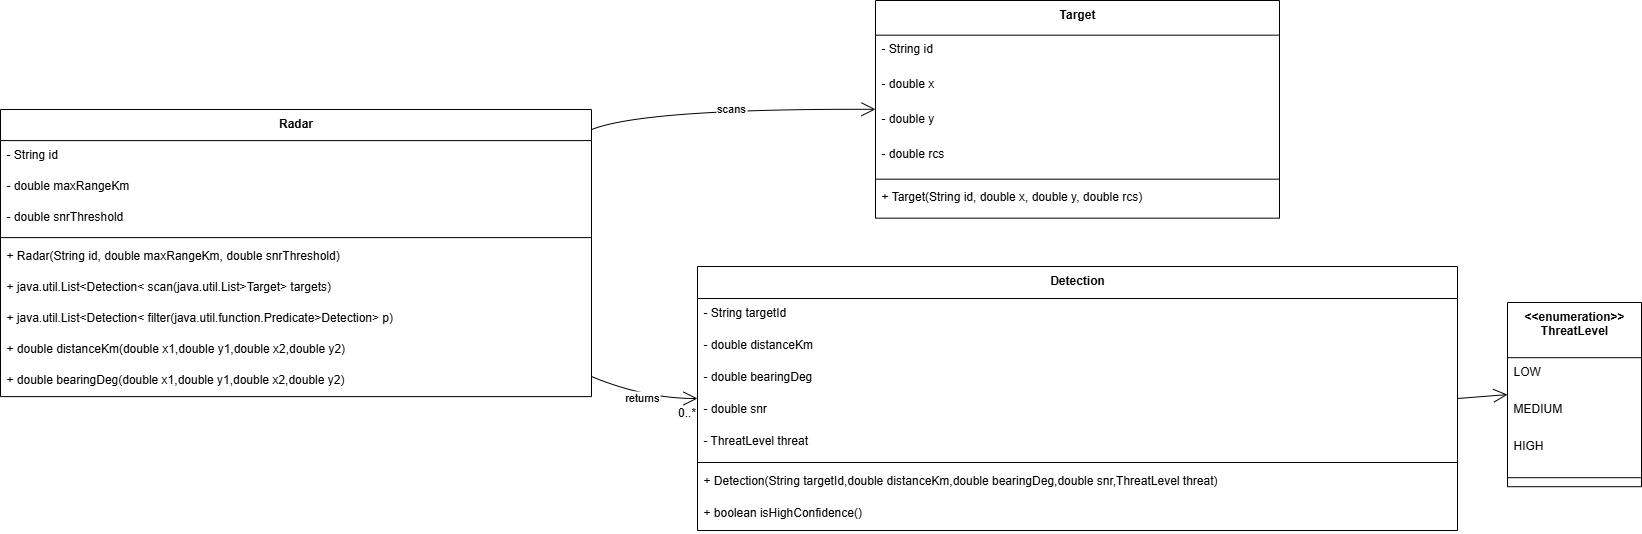 Radar
- String id
- double maxRangeKm
- double snrThreshold
+ Radar(String id, double maxRangeKm, double snrThreshold)
+ java.util.List<Detection< scan(java.util.List>Target> targets)
+ java.util.List<Detection< filter(java.util.function.Predicate>Detection> p)
+ double distanceKm(double x1,double y1,double x2,double y2)
+ double bearingDeg(double x1,double y1,double x2,double y2)
scans
Target
- String id
- double x
- double y
- double rcs
+ Target(String id, double x, double y, double rcs)
returns
0..*
Detection
- String targetId
- double distanceKm
- double bearingDeg
- double snr
- ThreatLevel threat
+ Detection(String targetId,double distanceKm,double bearingDeg,double snr,ThreatLevel threat)
+ boolean isHighConfidence()
<<enumeration>>
ThreatLevel
LOW
MEDIUM
HIGH